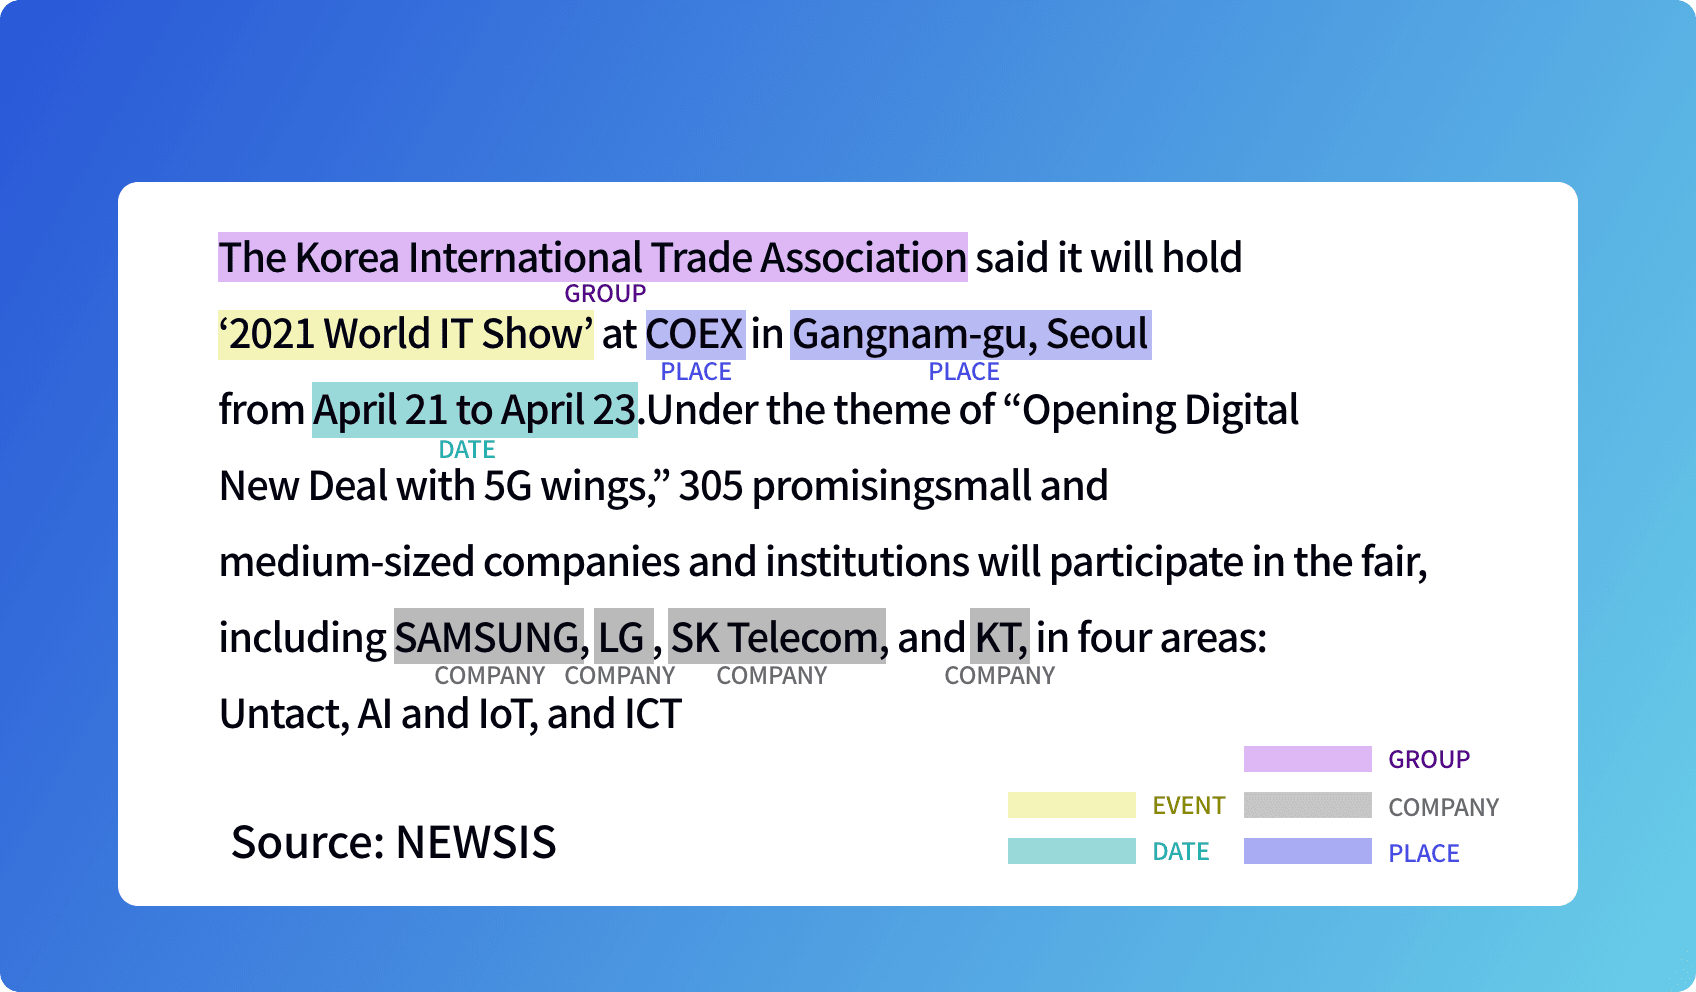 The Korea International Trade Association said it will hold
GROUP
‘2021 World IT Show’ at COEX in Gangnam-gu, Seoul
PLACE PLACE
from April 21 to April 23.Under the theme of “Opening Digital
DATE
New Deal with 5G wings,” 305 promisingsmall and
medium-sized companies and institutions will participate in the fair,
including SAMSUNG, LG , SK Telecom, and KT, in four areas:
COMPANY COMPANY COMPANY COMPANY
Untact, AI and IoT, and ICT
GROUP
EVENT COMPANY
DATE PLACE
Source: NEWSIS